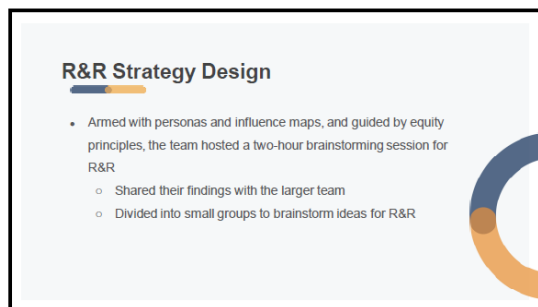 R&R Strategy Design
• Armed with personas and influence maps, and guided by equity
principles, the team hosted a two-hour brainstorming session for
R&R
○ Shared their findings with the larger team
○ Divided into small groups to brainstorm ideas for R&R